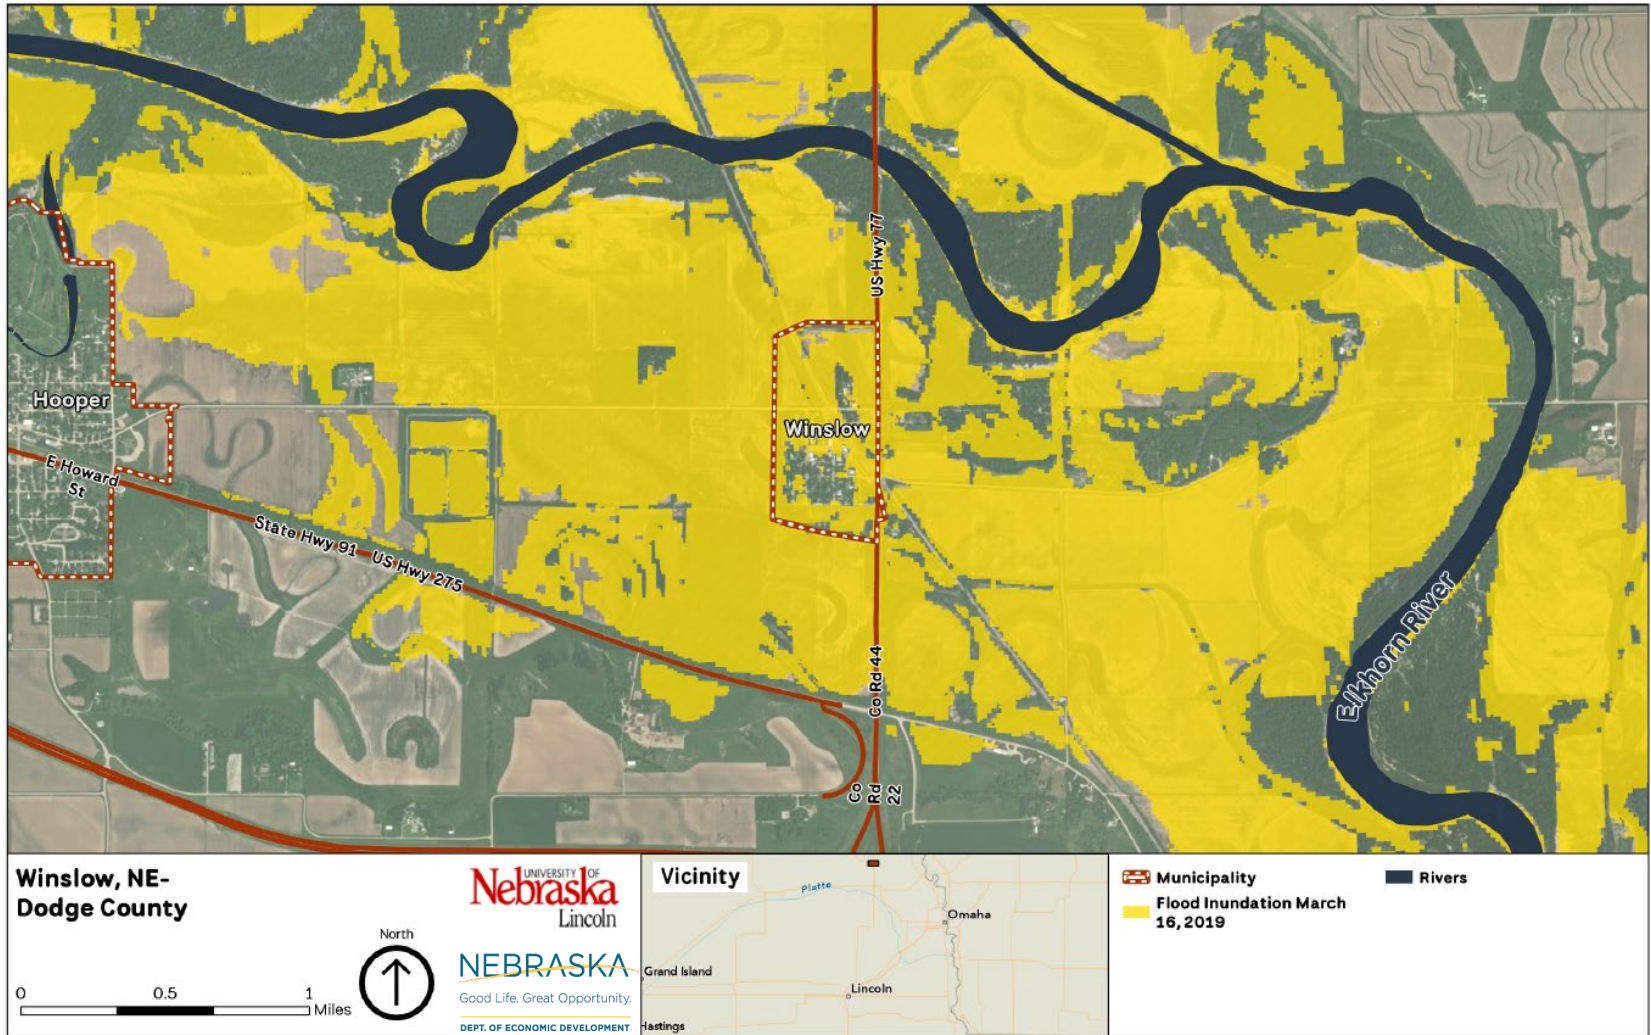 US Hwy 77
Hooper
Winslow
E Howard
St
State Hwy 91
US Hwy 275
Elkhorn River
Co Rd 44
Co
Rd
22
Winslow, NE-
Dodge County
North
0 0.5 1
Miles
UNIVERSITY OF
Nebraska
Lincoln
NEBRASKA
Good Life. Great Opportunity.
DEPT. OF ECONOMIC DEVELOPMENT
Vicinity
Platte
Omaha
Grand Island
Lincoln
Hastings
Municipality
Flood Inundation March
16, 2019
Rivers